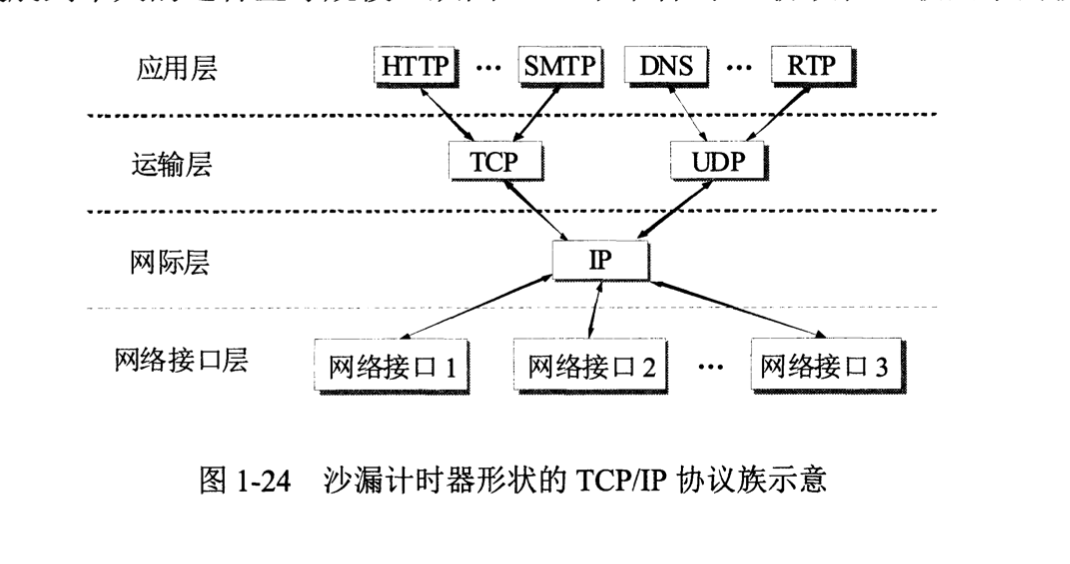 应用层 HTTP ··· SMTP DNS ··· RTP
运输层 TCP UDP
网际层 IP
网络接口层 网络接口 1 网络接口 2 ··· 网络接口 3
图 1-24 沙漏计时器形状的 TCP/IP 协议族示意